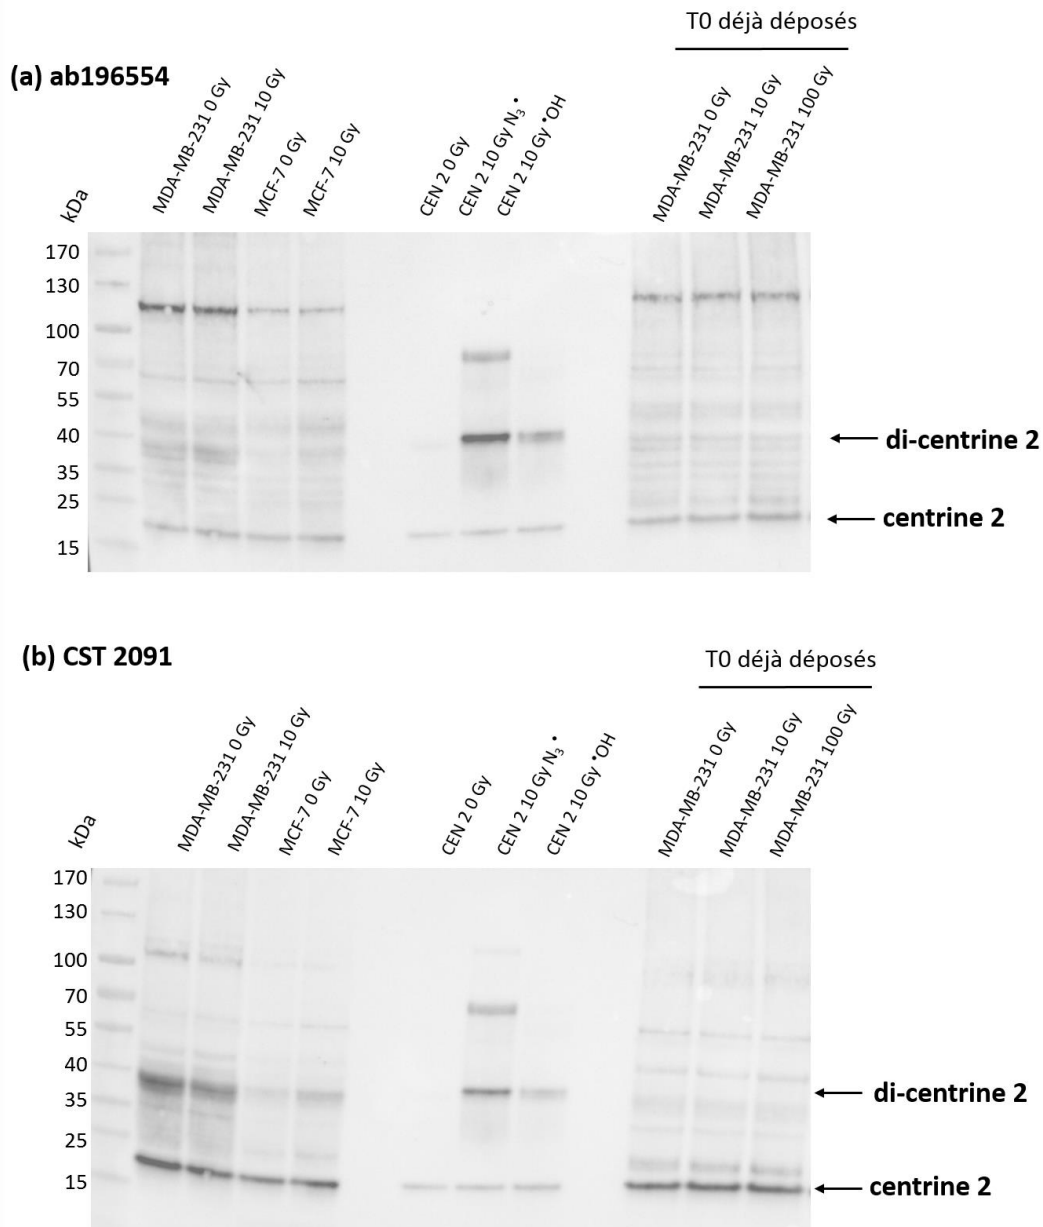 T0 déjà déposés
(a) ab196554
kDa
MDA-MB-231 0 Gy
MDA-MB-231 10 Gy
MCF-7 0 Gy
MCF-7 10 Gy
CEN 2 0 Gy
CEN 2 10 Gy N₃•
CEN 2 10 Gy •OH
MDA-MB-231 0 Gy
MDA-MB-231 10 Gy
MDA-MB-231 100 Gy
170
130
100
70
55
40
35
25
15
di-centrine 2
centrine 2
(b) CST 2091
T0 déjà déposés
kDa
MDA-MB-231 0 Gy
MDA-MB-231 10 Gy
MCF-7 0 Gy
MCF-7 10 Gy
CEN 2 0 Gy
CEN 2 10 Gy N₃•
CEN 2 10 Gy •OH
MDA-MB-231 0 Gy
MDA-MB-231 10 Gy
MDA-MB-231 100 Gy
170
130
100
70
55
40
35
25
15
di-centrine 2
centrine 2